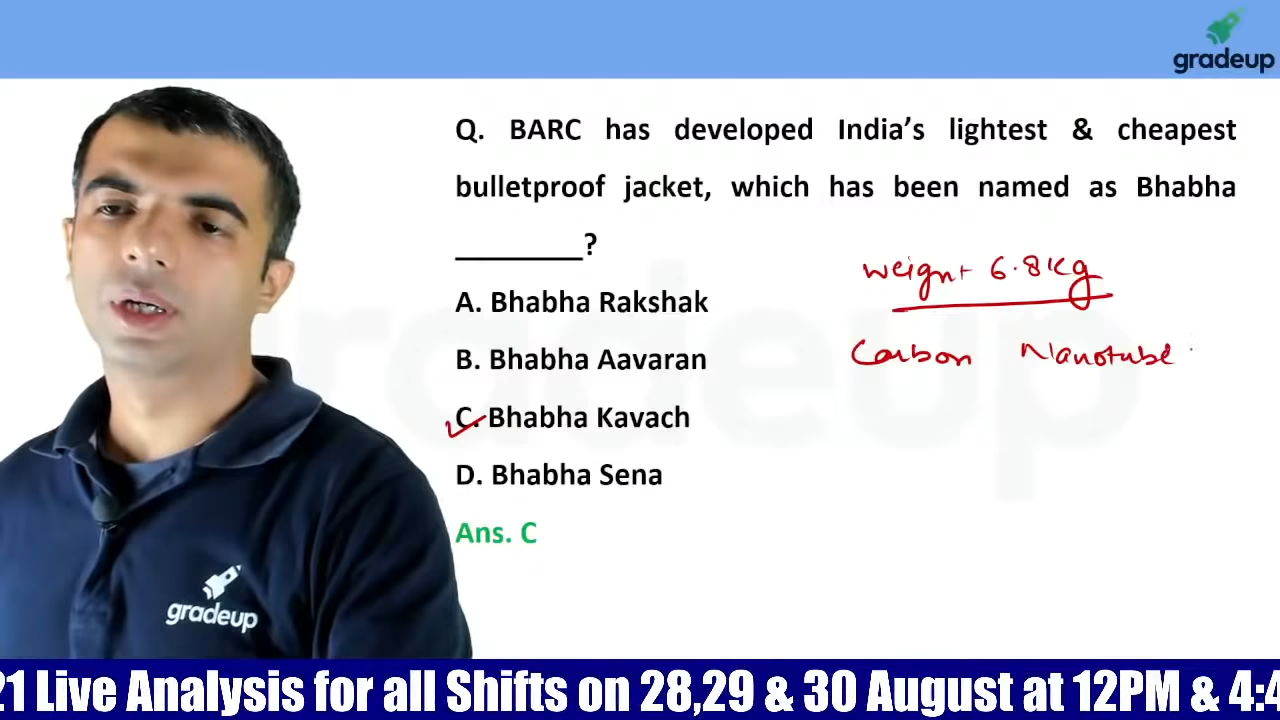 gradeup
Q. BARC has developed India's lightest & cheapest
bulletproof jacket, which has been named as Bhabha
________?
weight 6.8kg
A. Bhabha Rakshak
Carbon Nanotube
B. Bhabha Aavaran
C. Bhabha Kavach
D. Bhabha Sena
Ans. C
gradeup
gradeup
21 Live Analysis for all Shifts on 28,29 & 30 August at 12PM & 4:4